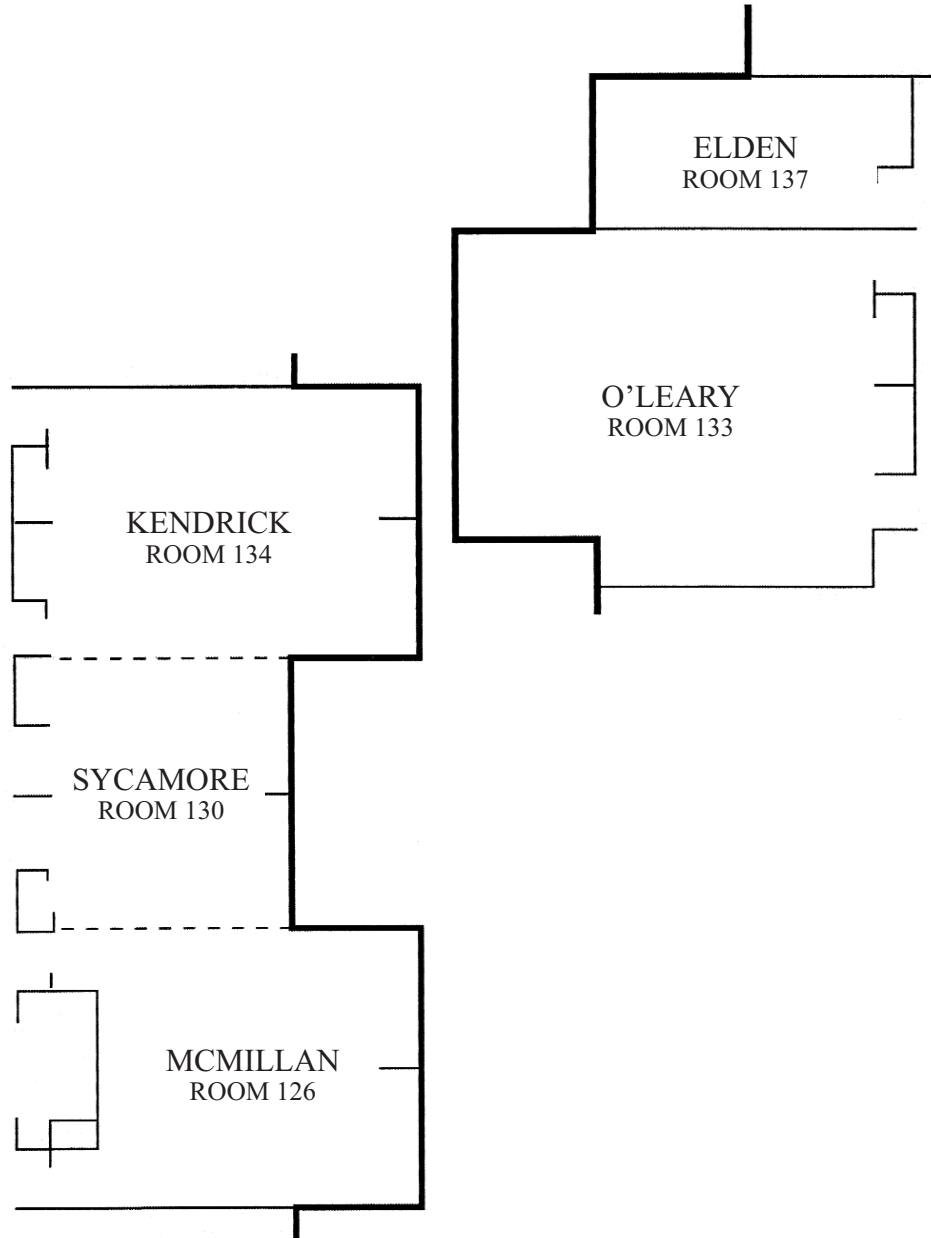 ELDEN
ROOM 137
O’LEARY
ROOM 133
KENDRICK
ROOM 134
SYCAMORE
ROOM 130
MCMILLAN
ROOM 126